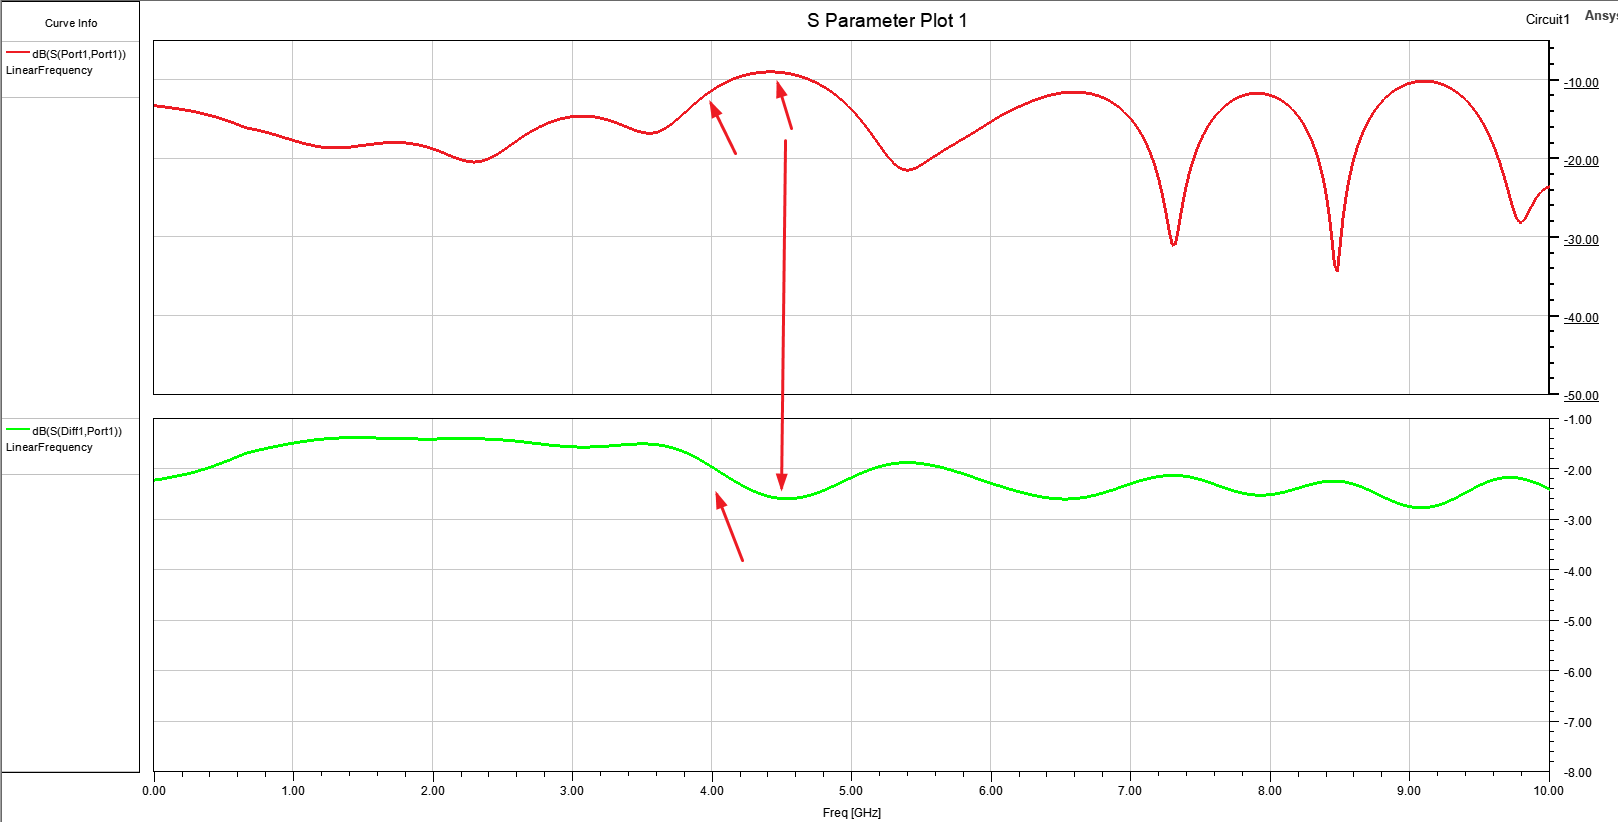 S Parameter Plot 1
Circuit1
Ansys
Curve Info
dB(S(Port1,Port1))
LinearFrequency
-10.00
-20.00
-30.00
-40.00
-50.00
dB(S(Diff1,Port1))
LinearFrequency
-1.00
-2.00
-3.00
-4.00
-5.00
-6.00
-7.00
-8.00
0.00 1.00 2.00 3.00 4.00 5.00 6.00 7.00 8.00 9.00 10.00
Freq [GHz]